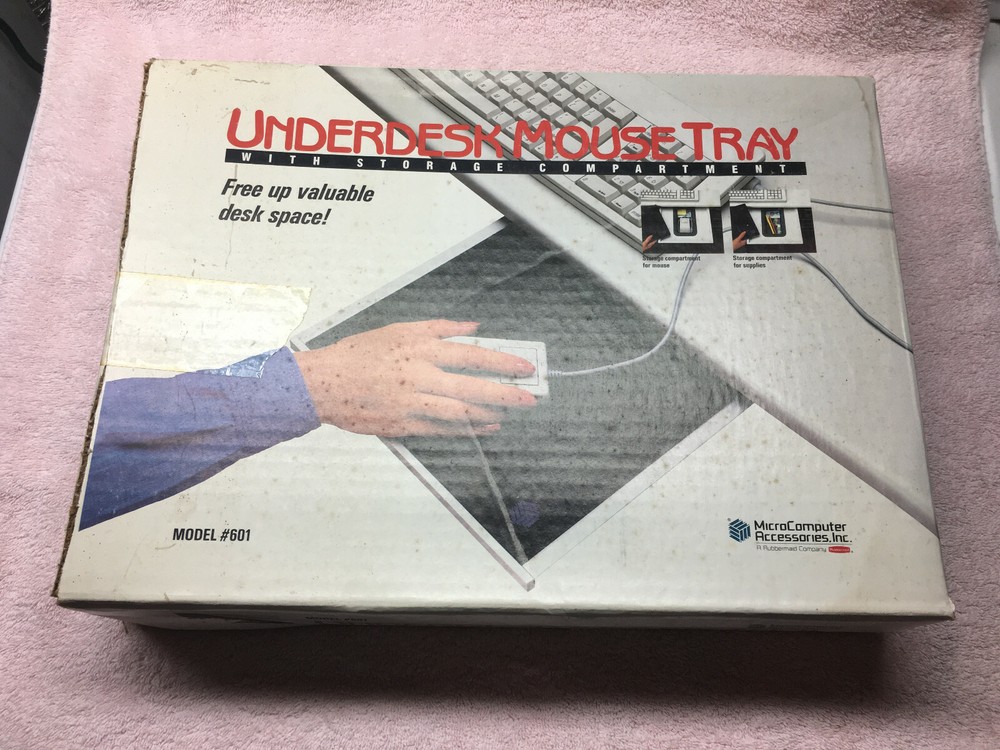 UNDERDESK MOUSE TRAY
WITH STORAGE COMPARTMENT
Free up valuable
desk space!
Storage compartment
for mouse
Storage compartment
for supplies
MODEL #601
MicroComputer
Accessories, Inc.
A Rubbermaid Company